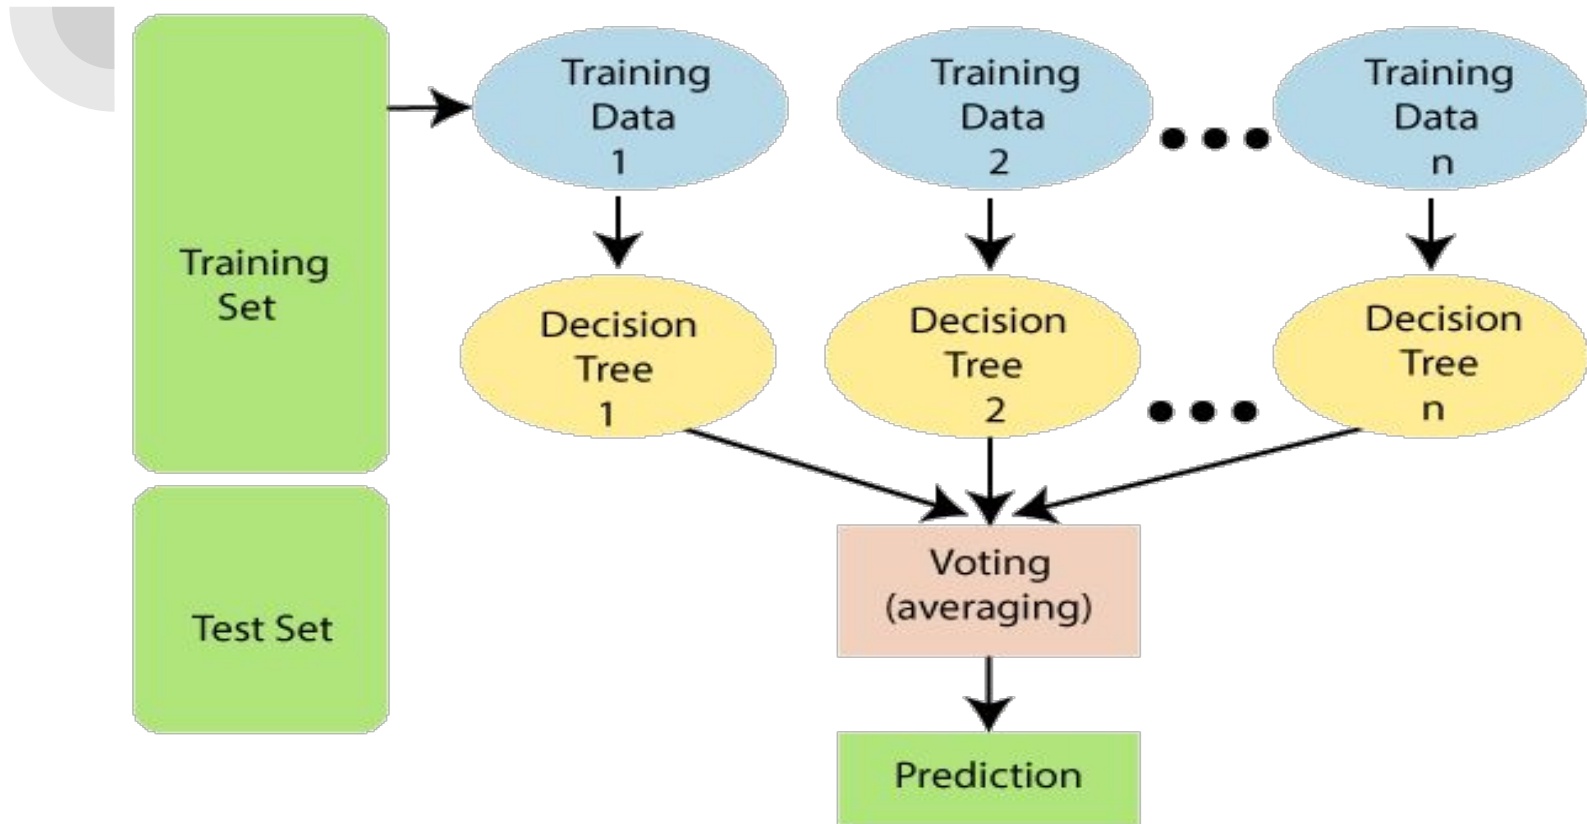 Training
Set
Test Set
Training
Data
1
Training
Data
2
Training
Data
n
Decision
Tree
1
Decision
Tree
2
Decision
Tree
n
Voting
(averaging)
Prediction